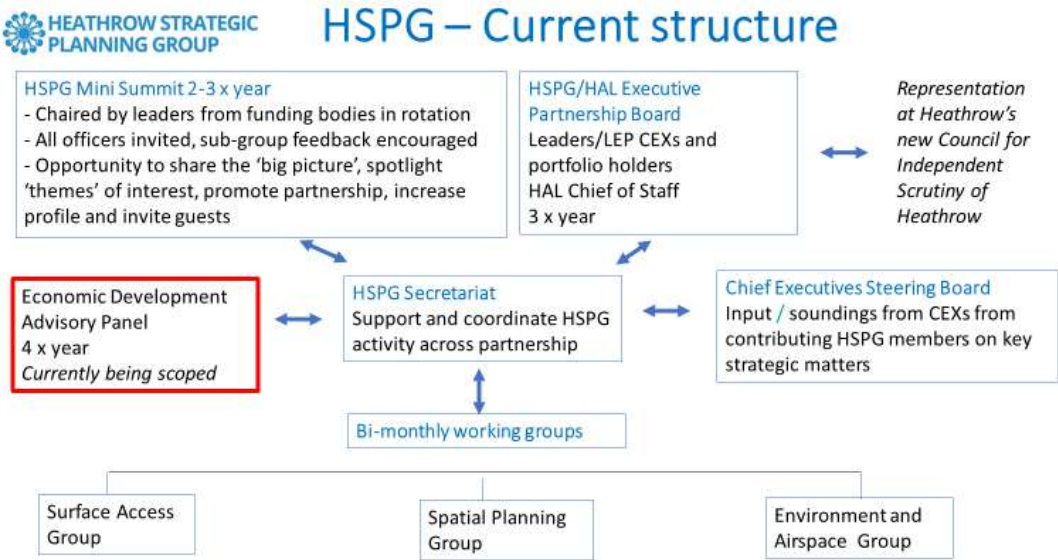 HEATHROW STRATEGIC
PLANNING GROUP
HSPG – Current structure
HSPG Mini Summit 2-3 x year
- Chaired by leaders from funding bodies in rotation
- All officers invited, sub-group feedback encouraged
- Opportunity to share the ‘big picture’, spotlight
‘themes’ of interest, promote partnership, increase
profile and invite guests
HSPG/HAL Executive
Partnership Board
Leaders/LEP CEXs and
portfolio holders
HAL Chief of Staff
3 x year
Representation
at Heathrow’s
new Council for
Independent
Scrutiny of
Heathrow
Economic Development
Advisory Panel
4 x year
Currently being scoped
HSPG Secretariat
Support and coordinate HSPG
activity across partnership
Chief Executives Steering Board
Input / soundings from CEXs from
contributing HSPG members on key
strategic matters
Bi-monthly working groups
Surface Access
Group
Spatial Planning
Group
Environment and
Airspace Group